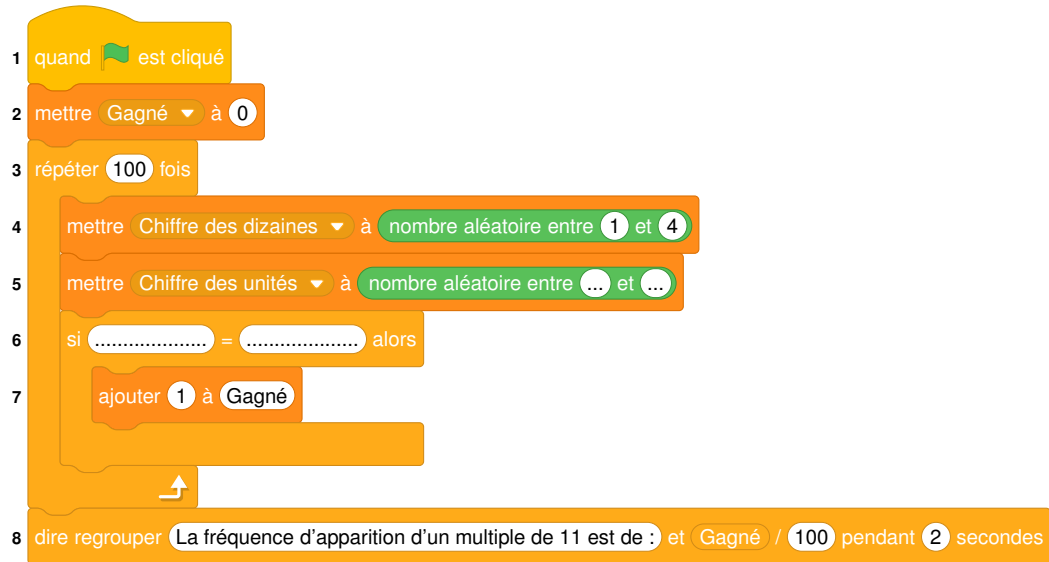 1 quand est cliqué
2 mettre Gagné à 0
3 répéter 100 fois
4 mettre Chiffre des dizaines à nombre aléatoire entre 1 et 4
5 mettre Chiffre des unités à nombre aléatoire entre ... et ...
6 si .................... = .................... alors
7 ajouter 1 à Gagné
8 dire regrouper La fréquence d'apparition d'un multiple de 11 est de : et Gagné / 100 pendant 2 secondes